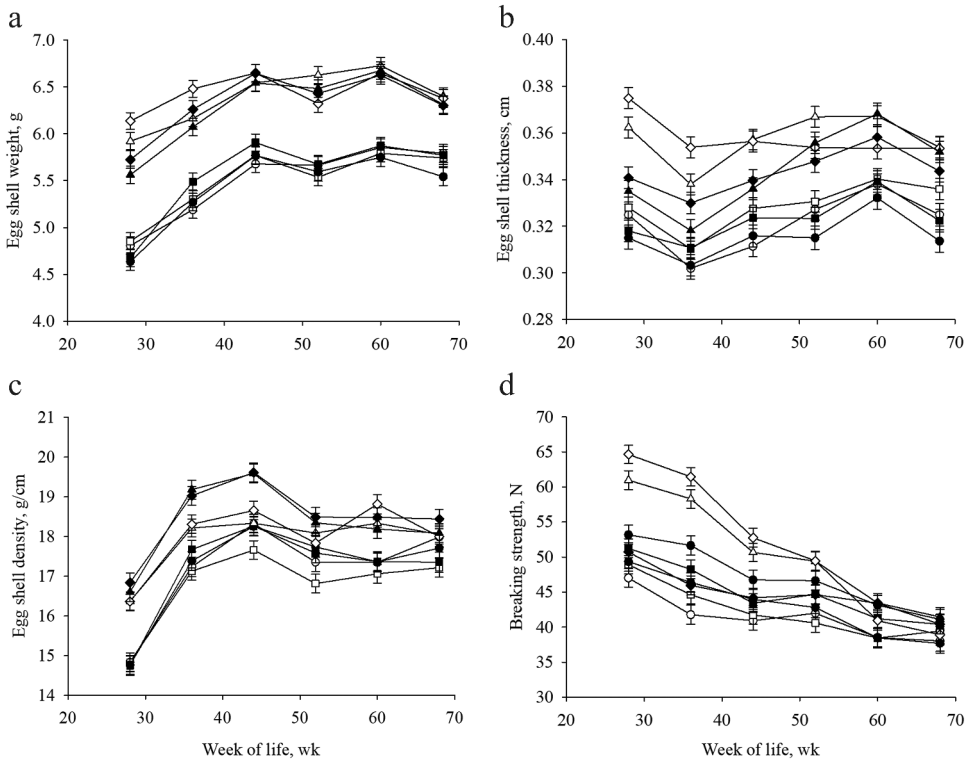 a
7.0
6.5
6.0
5.5
5.0
4.5
4.0
Egg shell weight, g
20 30 40 50 60 70
b
0.40
0.38
0.36
0.34
0.32
0.30
0.28
Egg shell thickness, cm
20 30 40 50 60 70
c
21
20
19
18
17
16
15
14
Egg shell density, g/cm
20 30 40 50 60 70
Week of life, wk
d
70
65
60
55
50
45
40
35
30
Breaking strength, N
20 30 40 50 60 70
Week of life, wk